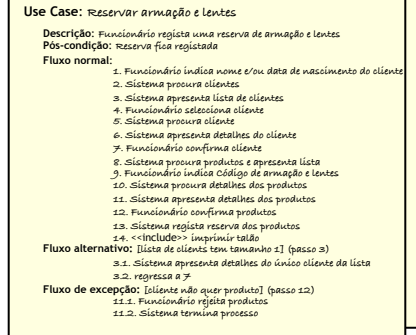 Use Case: Reservar armação e lentes
Descrição: Funcionário regista uma reserva de armação e lentes
Pós-condição: Reserva fica registada
Fluxo normal:
1. Funcionário indica nome e/ou data de nascimento do cliente
2. Sistema procura clientes
3. Sistema apresenta lista de clientes
4. Funcionário selecciona cliente
5. Sistema procura cliente
6. Sistema apresenta detalhes do cliente
7. Funcionário confirma cliente
8. Sistema procura produtos e apresenta lista
9. Funcionário indica Código de armação e lentes
10. Sistema procura detalhes dos produtos
11. Sistema apresenta detalhes dos produtos
12. Funcionário confirma produtos
13. Sistema regista reserva dos produtos
14. <<include>> imprimir talão
Fluxo alternativo: [lista de clients tem tamanho 1] (passo 3)
3.1. Sistema apresenta detalhes do único cliente da lista
3.2. regressa a 7
Fluxo de excepção: [cliente não quer produto] (passo 12)
11.1. Funcionário rejeita produtos
11.2. Sistema termina processo